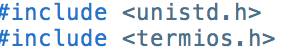 #include <unistd.h>
#include <termios.h>